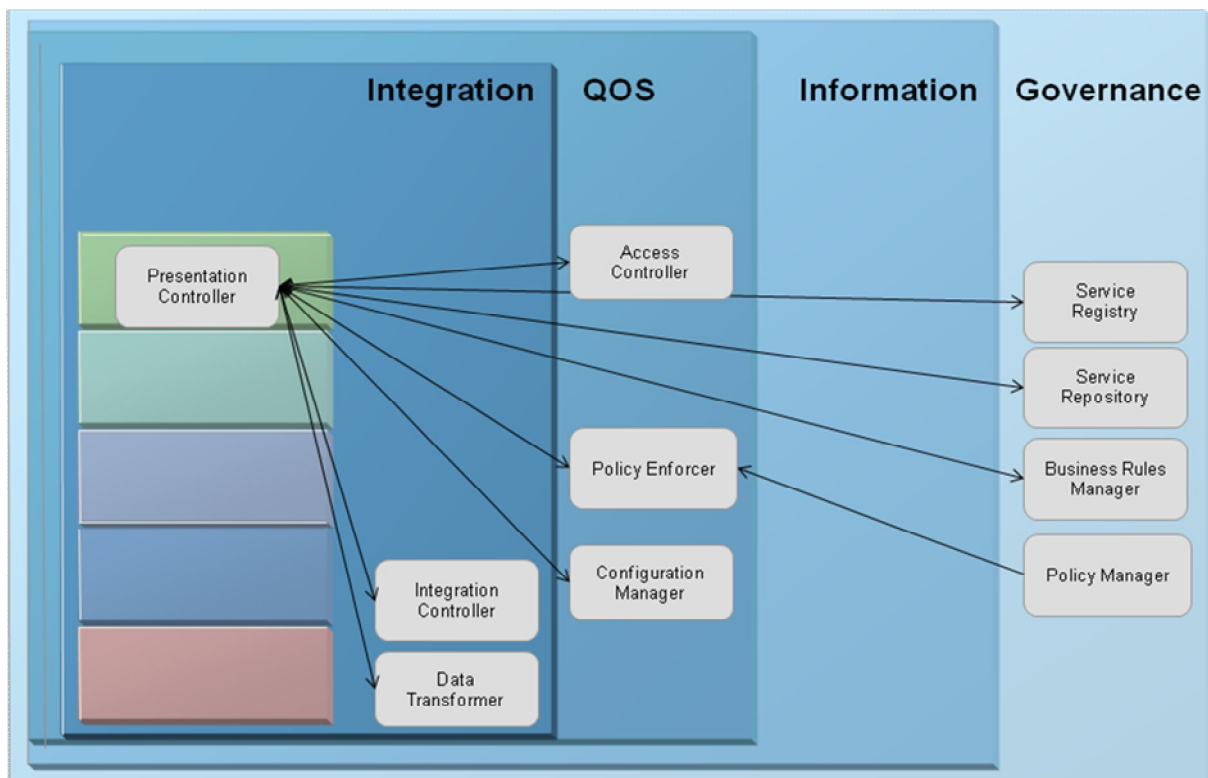 Integration
QOS
Information
Governance
Presentation
Controller
Access
Controller
Service
Registry
Service
Repository
Policy Enforcer
Business Rules
Manager
Integration
Controller
Configuration
Manager
Policy Manager
Data
Transformer